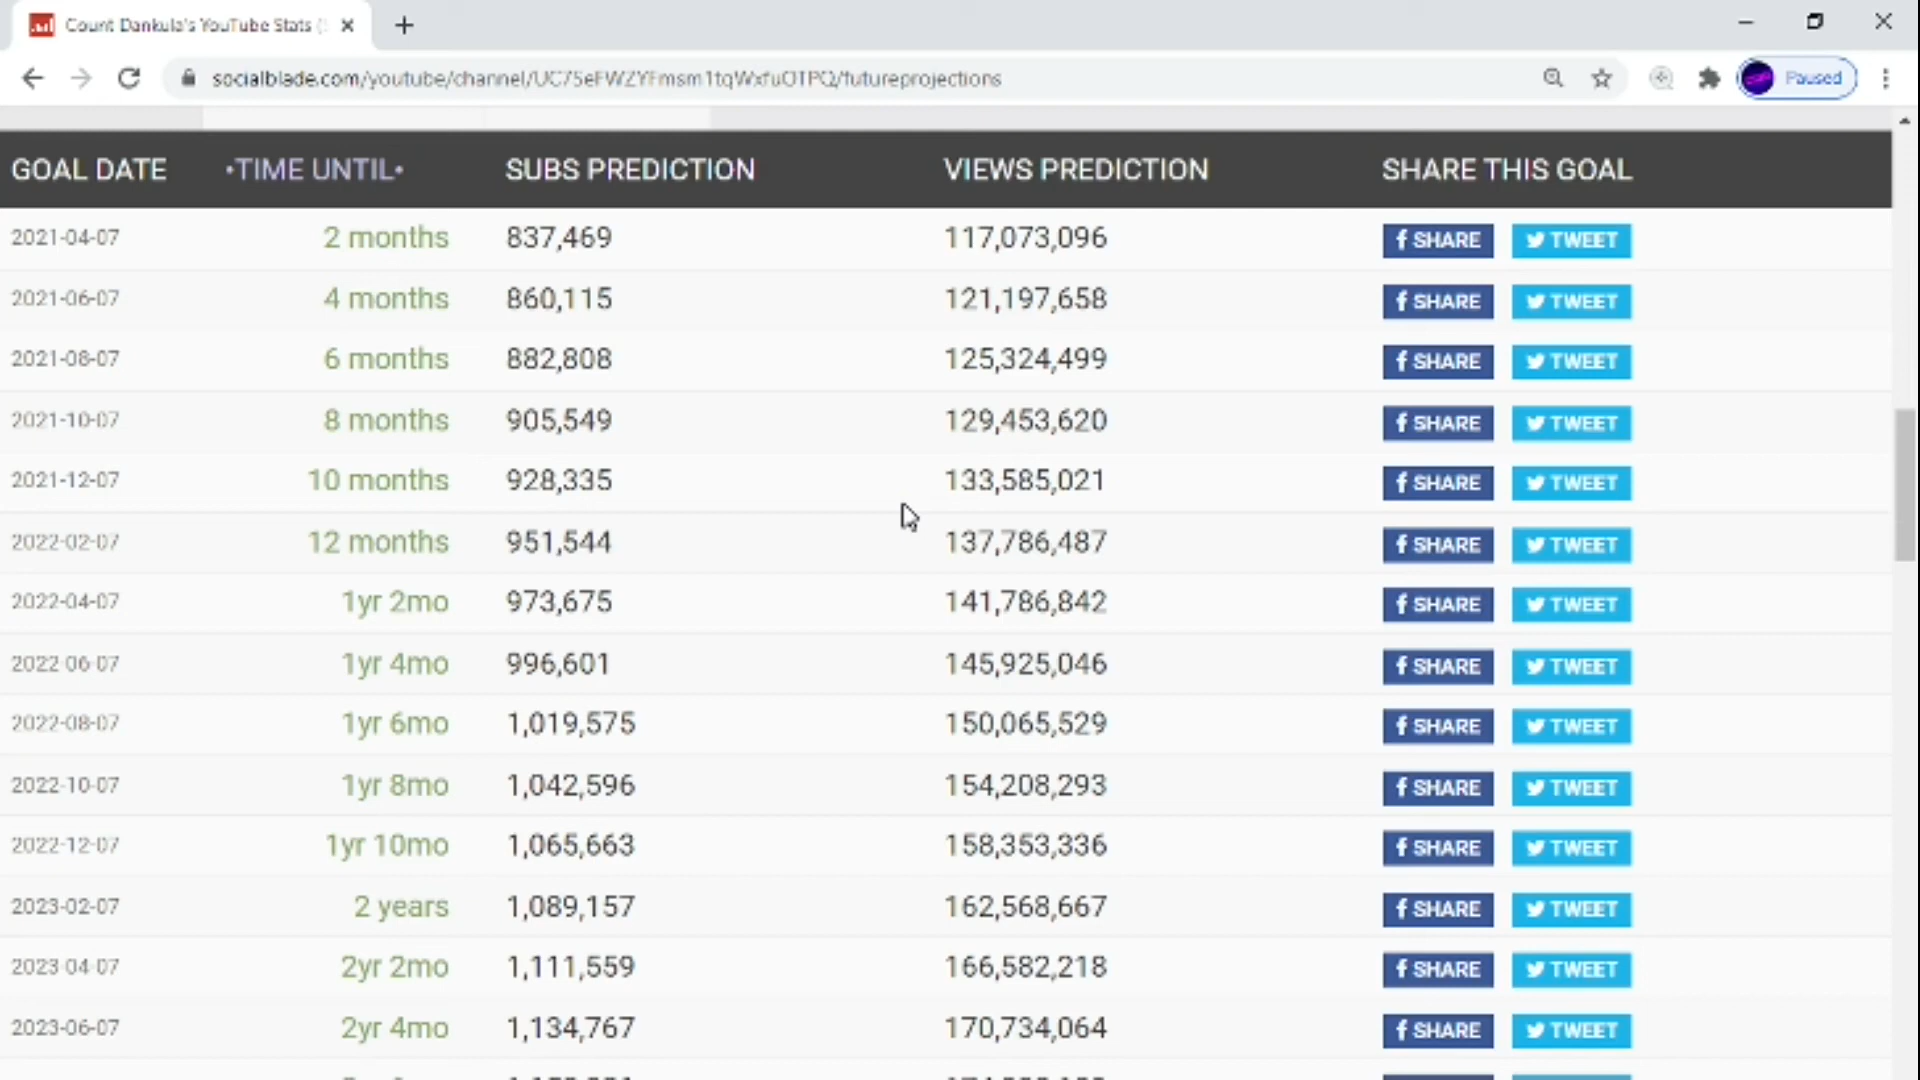 Count Dankula's YouTube Stats (
socialblade.com/youtube/channel/UC7SeFWZYFmsm1tqWxfuOTPQ/futureprojections
Paused
GOAL DATE •TIME UNTIL• SUBS PREDICTION VIEWS PREDICTION SHARE THIS GOAL
2021-04-07 2 months 837,469 117,073,096 SHARE TWEET
2021-06-07 4 months 860,115 121,197,658 SHARE TWEET
2021-08-07 6 months 882,808 125,324,499 SHARE TWEET
2021-10-07 8 months 905,549 129,453,620 SHARE TWEET
2021-12-07 10 months 928,335 133,585,021 SHARE TWEET
2022-02-07 12 months 951,544 137,786,487 SHARE TWEET
2022-04-07 1yr 2mo 973,675 141,786,842 SHARE TWEET
2022-06-07 1yr 4mo 996,601 145,925,046 SHARE TWEET
2022-08-07 1yr 6mo 1,019,575 150,065,529 SHARE TWEET
2022-10-07 1yr 8mo 1,042,596 154,208,293 SHARE TWEET
2022-12-07 1yr 10mo 1,065,663 158,353,336 SHARE TWEET
2023-02-07 2 years 1,089,157 162,568,667 SHARE TWEET
2023-04-07 2yr 2mo 1,111,559 166,582,218 SHARE TWEET
2023-06-07 2yr 4mo 1,134,767 170,734,064 SHARE TWEET